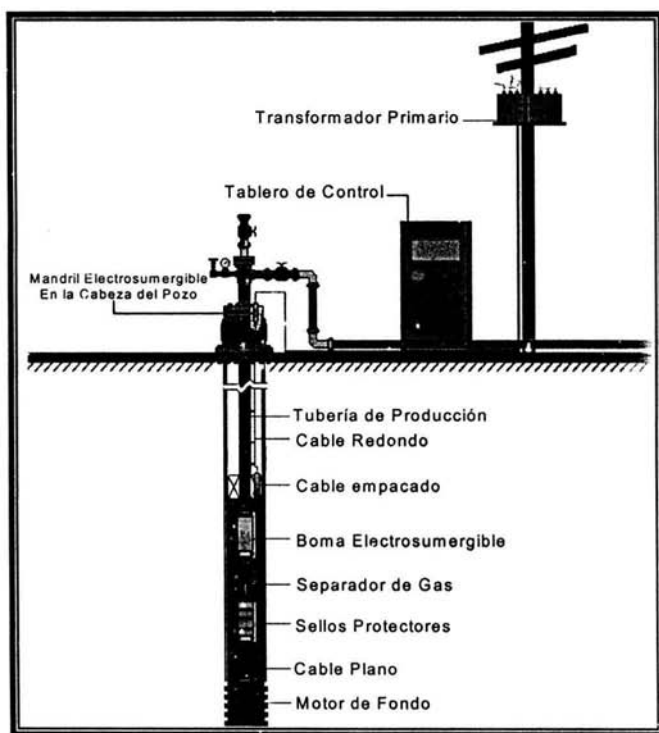 Transformador Primario
Tablero de Control
Mandril Electrosumergible
En la Cabeza del Pozo
Tubería de Producción
Cable Redondo
Cable empacado
Boma Electrosumergible
Separador de Gas
Sellos Protectores
Cable Plano
Motor de Fondo